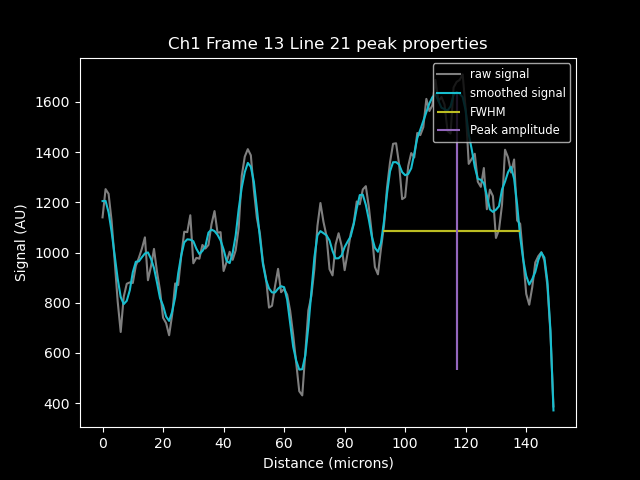 Ch1 Frame 13 Line 21 peak properties
raw signal
smoothed signal
FWHM
Peak amplitude
Signal (AU)
1600
1400
1200
1000
800
600
400
0 20 40 60 80 100 120 140
Distance (microns)